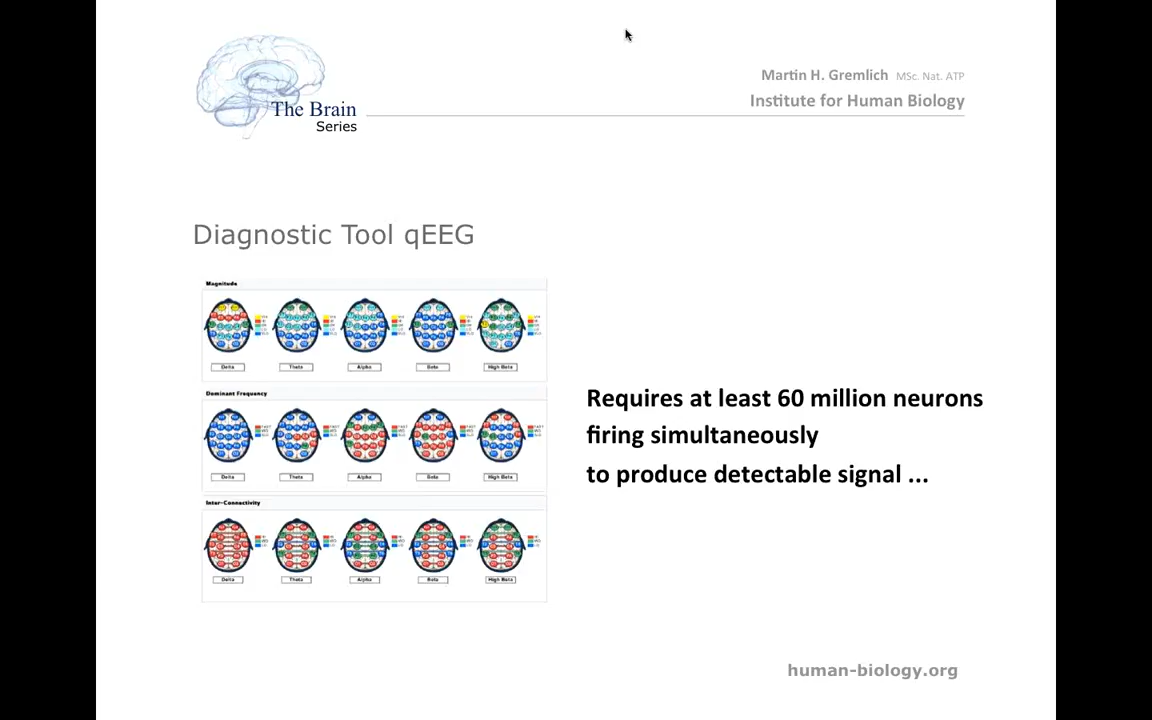 The Brain
Series
Martin H. Gremlich MSc. Nat. ATP
Institute for Human Biology
Diagnostic Tool qEEG
Magnitude
Delta Theta Alpha Beta High Beta
Dominant Frequency
Delta Theta Alpha Beta High Beta
Inter-Connectivity
Delta Theta Alpha Beta High Beta
Requires at least 60 million neurons
firing simultaneously
to produce detectable signal ...
human-biology.org